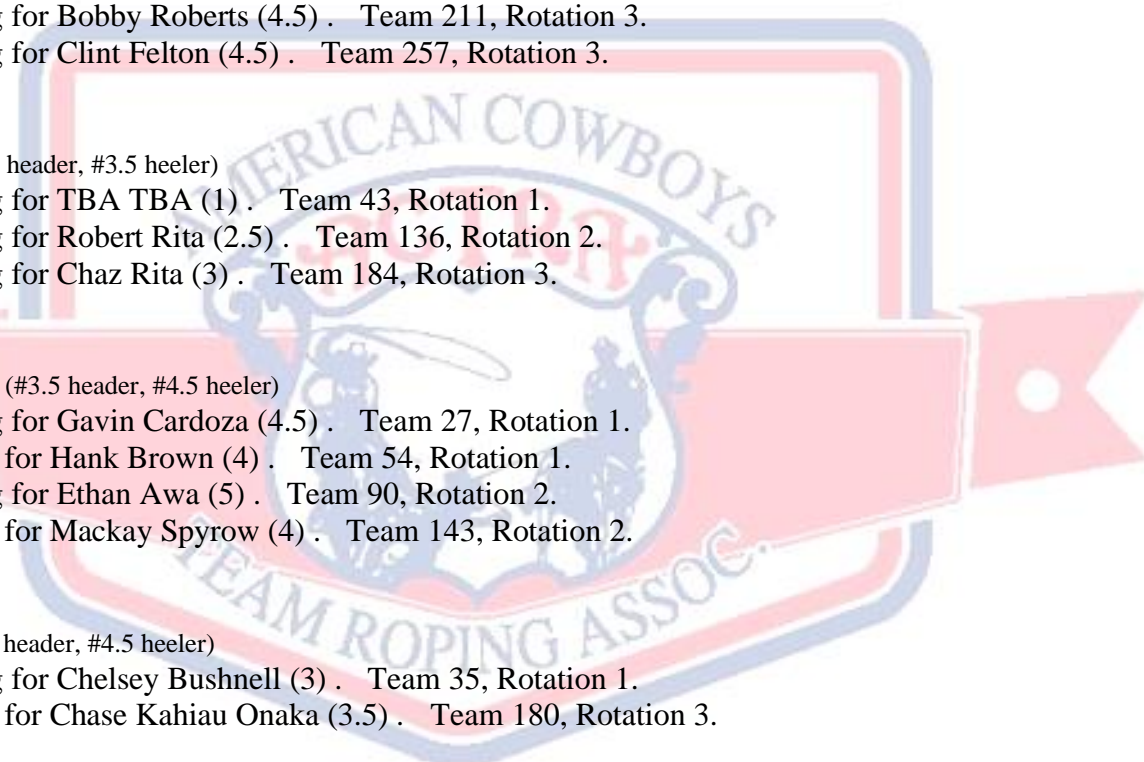 for Bobby Roberts (4.5) . Team 211, Rotation 3.
for Clint Felton (4.5) . Team 257, Rotation 3.
AMERICAN COWBOYS
header, #3.5 heeler)
for TBA TBA (1) . Team 43, Rotation 1.
ACTRA
for Robert Rita (2.5) . Team 136, Rotation 2.
for Chaz Rita (3) . Team 184, Rotation 3.
(#3.5 header, #4.5 heeler)
for Gavin Cardoza (4.5) . Team 27, Rotation 1.
for Hank Brown (4) . Team 54, Rotation 1.
for Ethan Awa (5) . Team 90, Rotation 2.
for Mackay Spyrow (4) . Team 143, Rotation 2.
TEAM ROPING ASSOC.
header, #4.5 heeler)
for Chelsey Bushnell (3) . Team 35, Rotation 1.
for Chase Kahiau Onaka (3.5) . Team 180, Rotation 3.